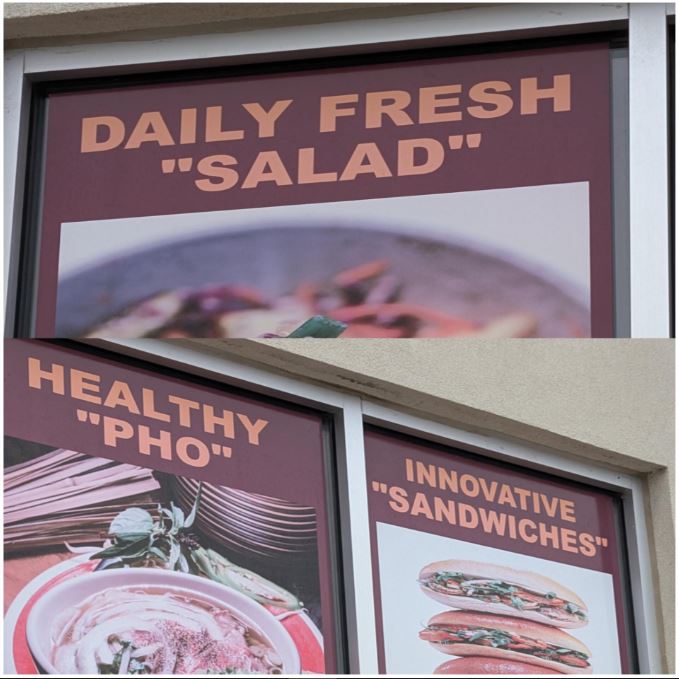 DAILY FRESH
"SALAD"
HEALTHY
"PHO"
INNOVATIVE
"SANDWICHES"